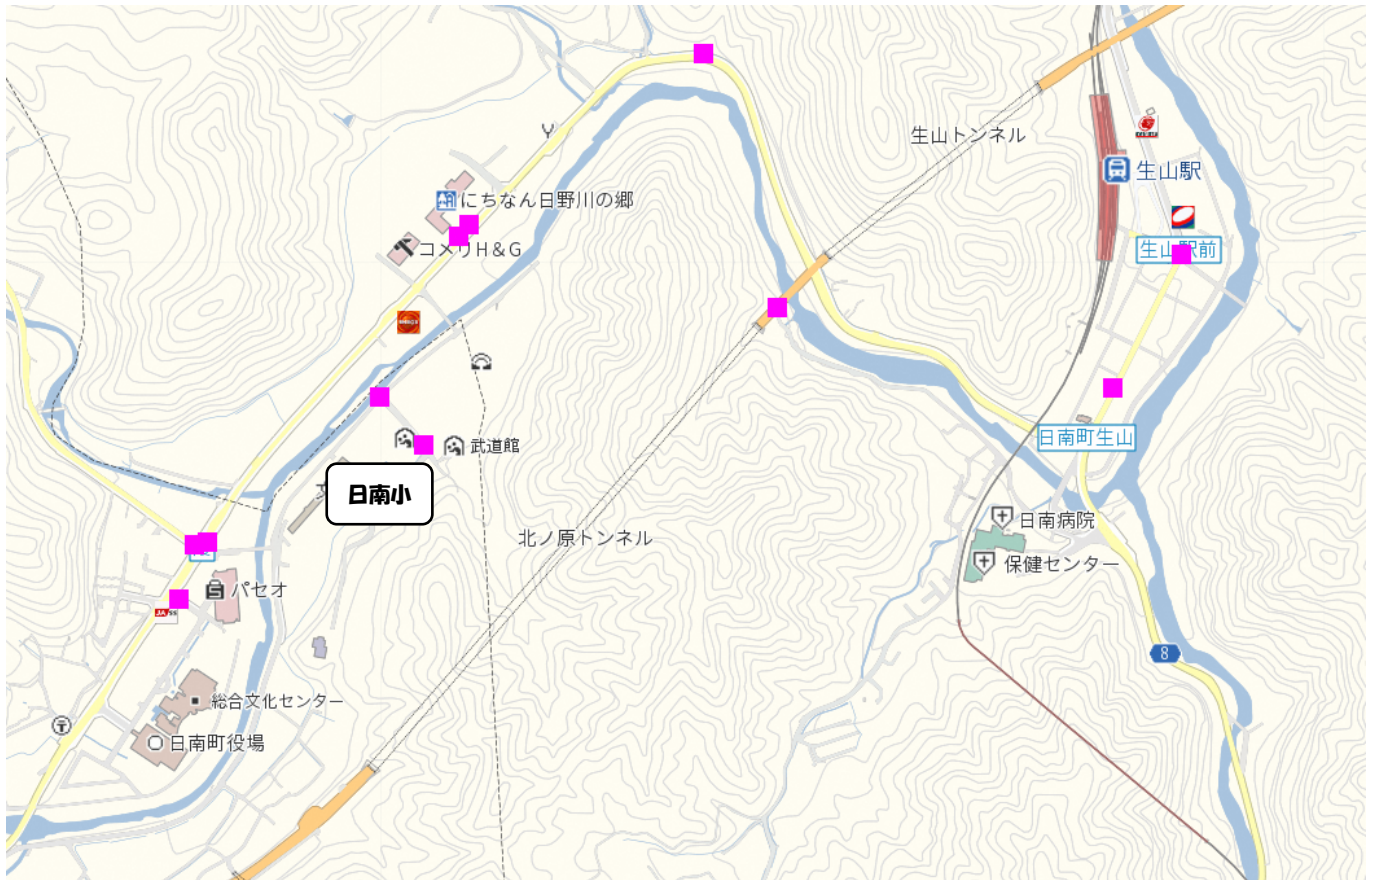 生山トンネル
生山駅
にちなん日野川の郷
コメリH&G
生山駅前
武道館
日南町生山
日南小
日南病院
北ノ原トンネル
保健センター
パセオ
JA-SS
8
総合文化センター
日南町役場